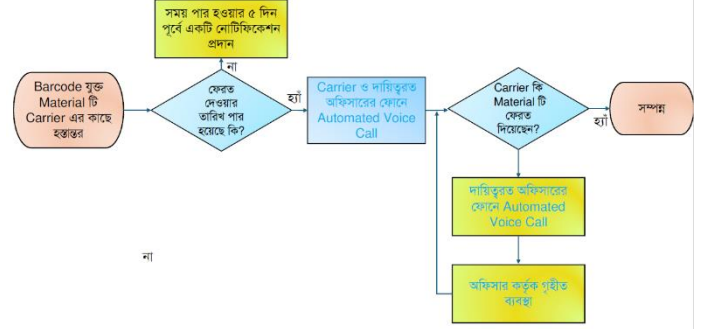 সময় পার হওয়ার ৫ দিন
পূর্বে একটি নোটিফিকেশন
প্রদান
না
Barcode যুক্ত
Material টি
Carrier এর কাছে
হস্তান্তর
ফেরত
দেওয়ার
তারিখ পার
হয়েছে কি?
হ্যাঁ
Carrier ও দায়িত্বরত
অফিসারের ফোনে
Automated Voice
Call
Carrier কি
Material টি
ফেরত
দিয়েছেন?
হ্যাঁ
সম্পন্ন
দায়িত্বরত অফিসারের
ফোনে Automated
Voice Call
না
অফিসার কর্তৃক গৃহীত
ব্যবস্থা